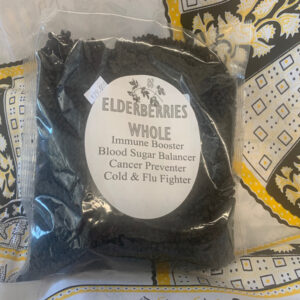 ELDERBERRIES
WHOLE
Immune Booster
Blood Sugar Balancer
Cancer Preventer
Cold & Flu Fighter